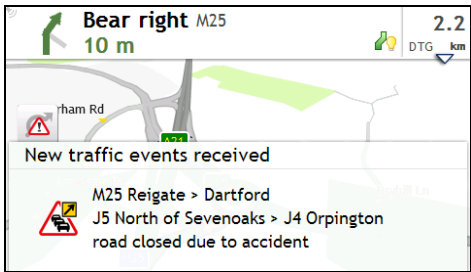 Bear right M25
10 m
2.2
DTG km
rham Rd
A21
New traffic events received
M25 Reigate > Dartford
J5 North of Sevenoaks > J4 Orpington
road closed due to accident